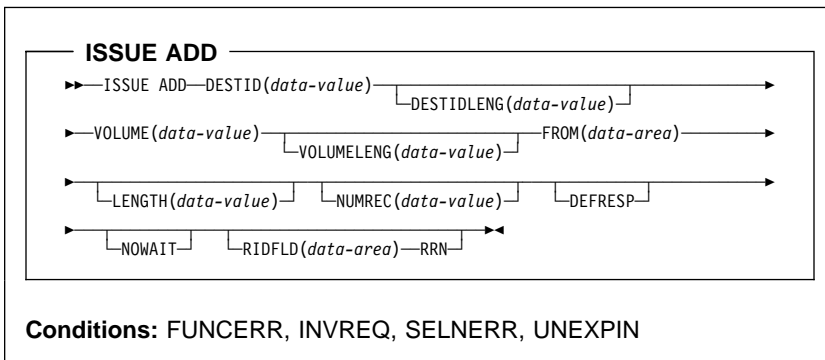 ISSUE ADD
ISSUE ADD DESTID(data-value)
DESTIDLENG(data-value)
VOLUME(data-value) FROM(data-area)
VOLUMELENG(data-value)
LENGTH(data-value) NUMREC(data-value) DEFRESP
NOWAIT RIDFLD(data-area) RRN
Conditions: FUNCERR, INVREQ, SELNERR, UNEXPIN